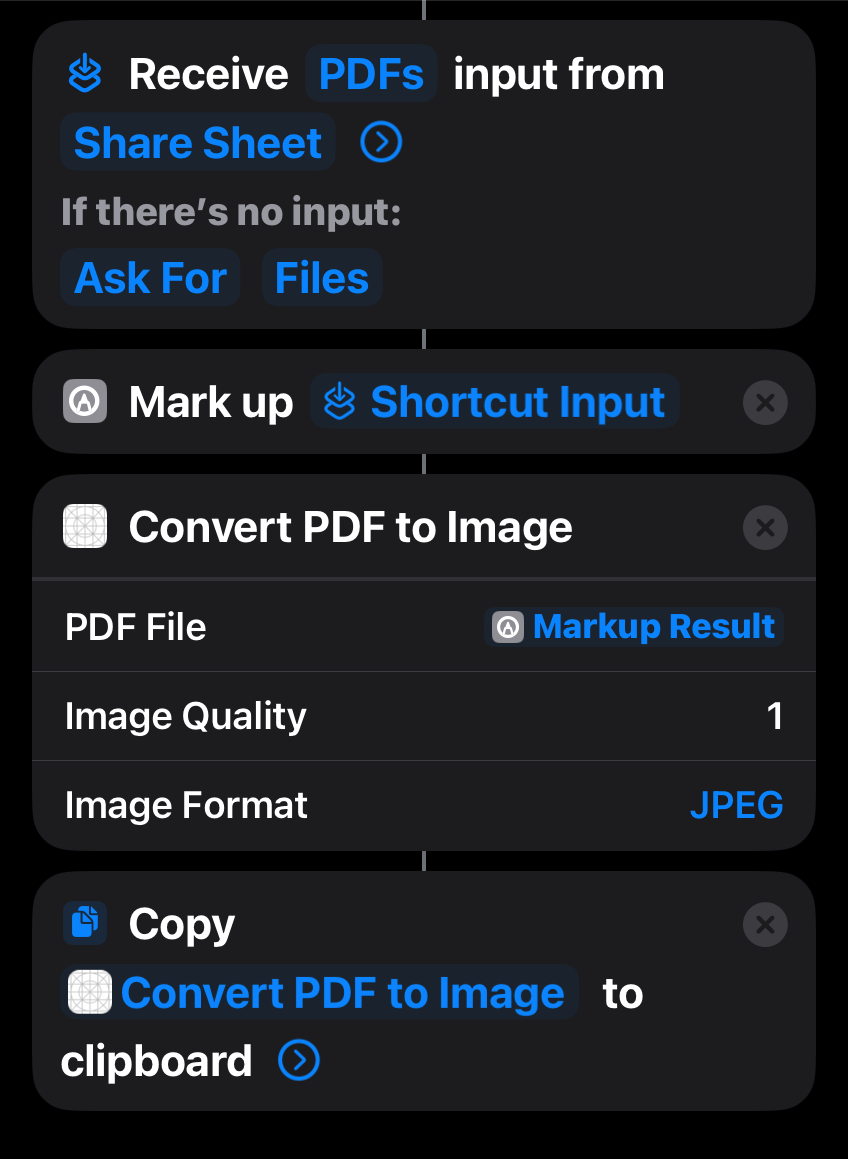 Receive PDFs input from
Share Sheet
If there’s no input:
Ask For Files
Mark up Shortcut Input
Convert PDF to Image
PDF File Markup Result
Image Quality 1
Image Format JPEG
Copy
Convert PDF to Image to
clipboard